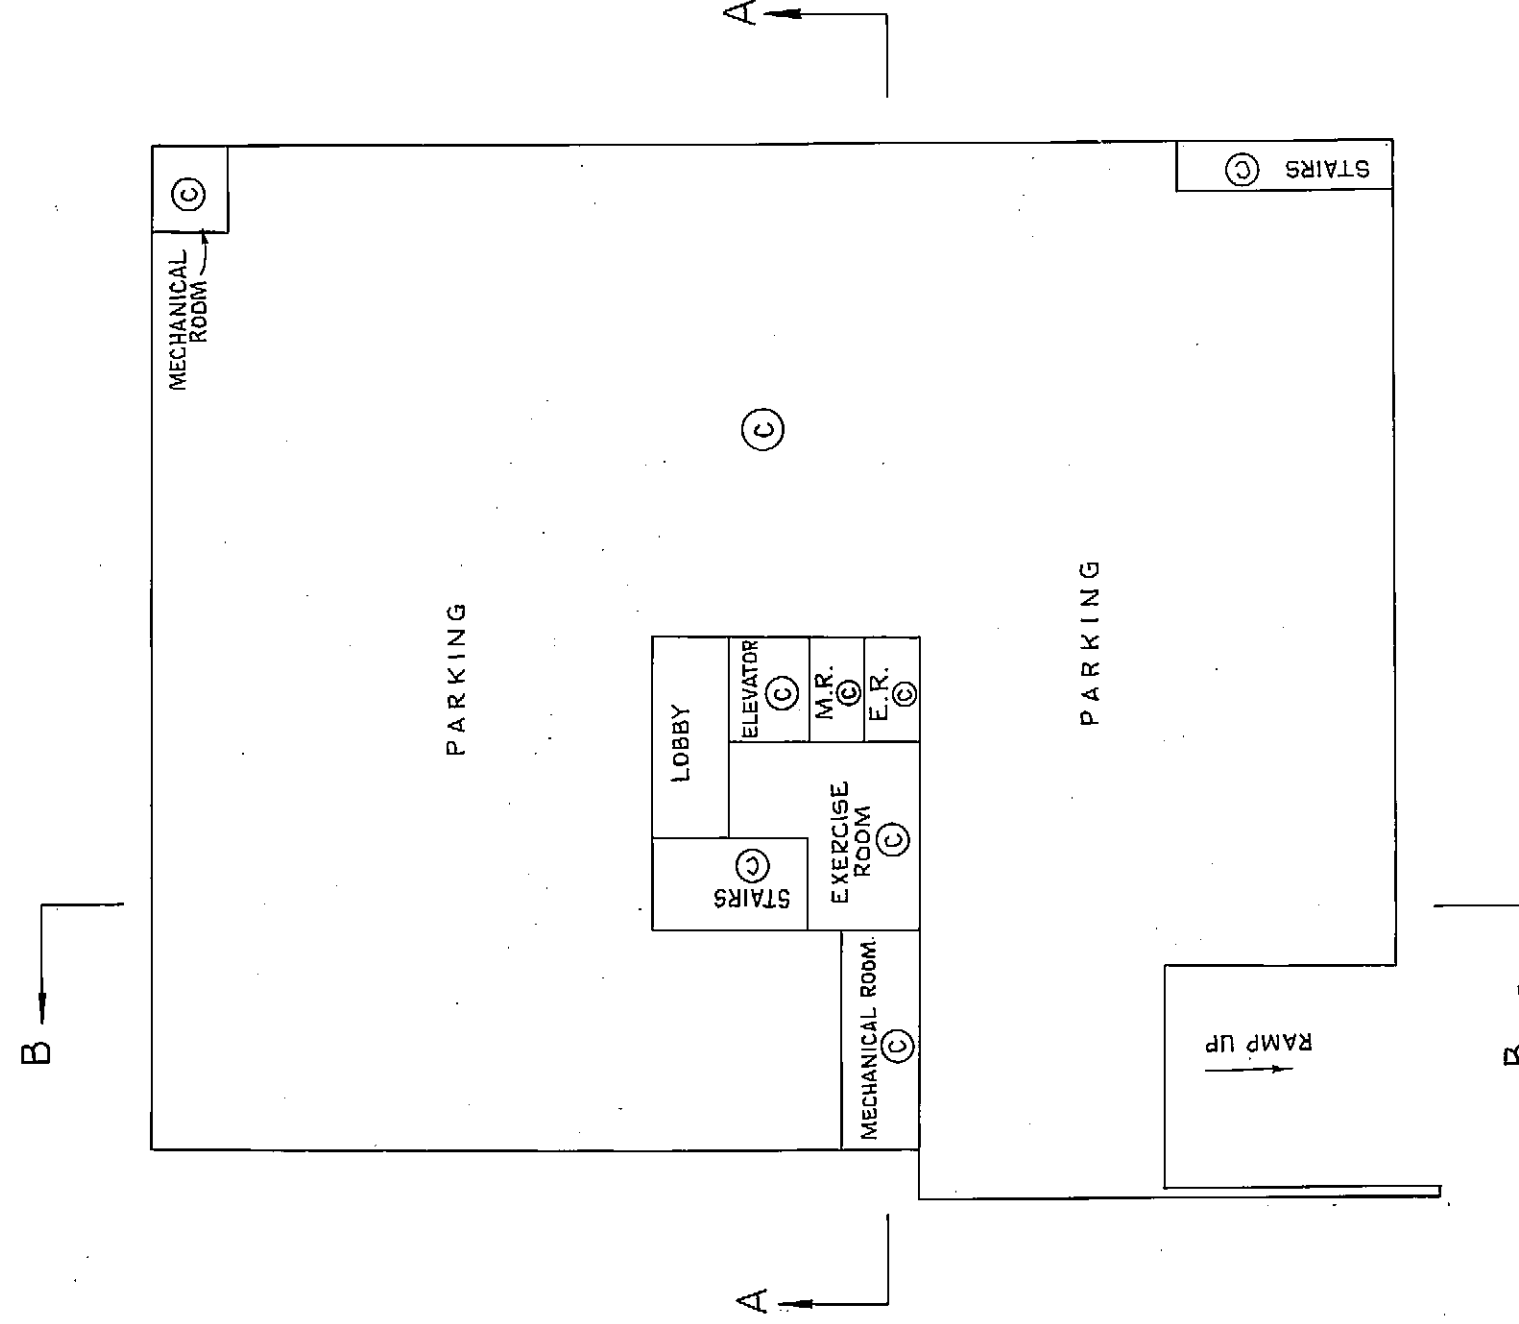 A
B
C
MECHANICAL
ROOM
STAIRS
C
C
PARKING
PARKING
LOBBY
ELEVATOR
C
M.R.
C
E.R.
C
STAIRS
C
EXERCISE
ROOM
C
MECHANICAL ROOM
C
RAMP UP
A